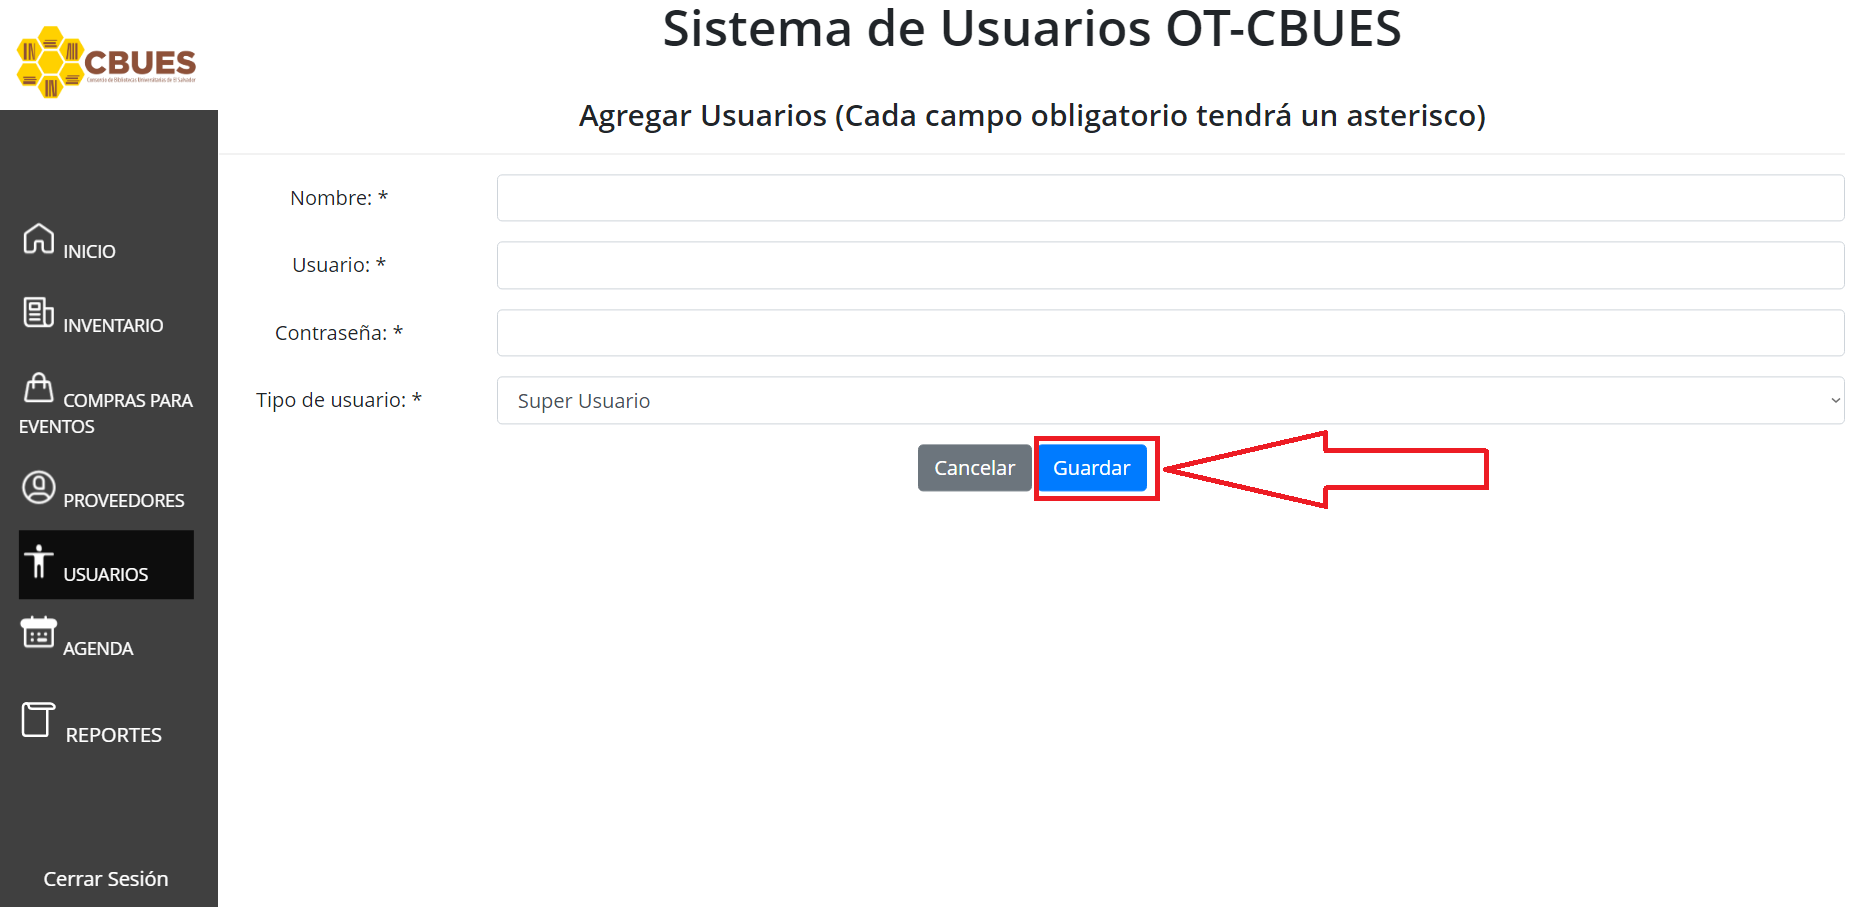 CBUES
Consorcio de Bibliotecas Universitarias de El Salvador
INICIO
INVENTARIO
COMPRAS PARA
EVENTOS
PROVEEDORES
USUARIOS
AGENDA
REPORTES
Cerrar Sesión
Sistema de Usuarios OT-CBUES
Agregar Usuarios (Cada campo obligatorio tendrá un asterisco)
Nombre: *
Usuario: *
Contraseña: *
Tipo de usuario: *
Super Usuario
Cancelar
Guardar